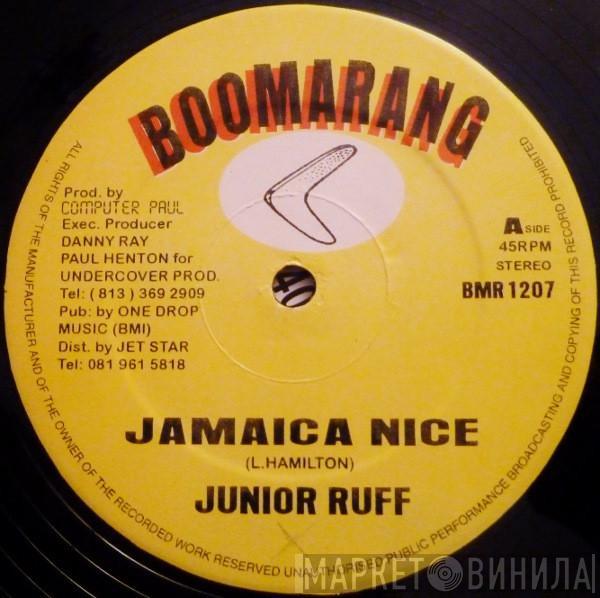 BOOMARANG
Prod. by
COMPUTER PAUL
Exec. Producer
DANNY RAY
PAUL HENTON for
UNDERCOVER PROD.
Tel: ( 813 ) 369 2909
Pub: by ONE DROP
MUSIC (BMI)
Dist. by JET STAR
Tel: 081 961 5818
A SIDE
45RPM
STEREO
BMR 1207
JAMAICA NICE
(L.HAMILTON)
JUNIOR RUFF
ALL RIGHTS OF THE MANUFACTURER AND OF THE OWNER OF THE RECORDED WORK RESERVED UNAUTHORISED PUBLIC PERFORMANCE BROADCASTING AND COPYING OF THIS RECORD PROHIBITED
МАРКЕТ ВИНИЛА